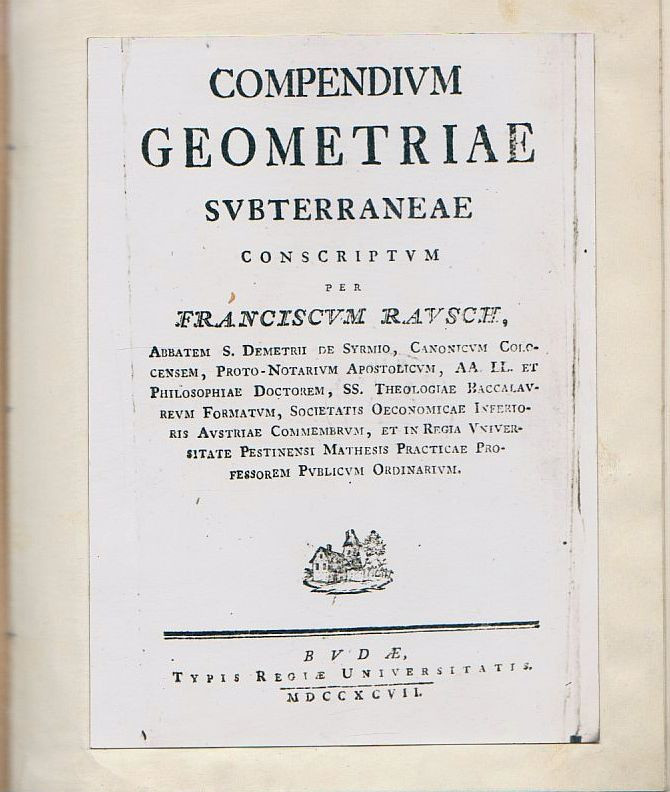 COMPENDIVM
GEOMETRIAE
SVBTERRANEAE
CONSCRIPTVM
PER
FRANCISCVM RAVSCH,
ABBATEM S. DEMETRII DE SYRMIO, CANONICVM COLO-
CENSEM, PROTO-NOTARIVM APOSTOLICVM, AA. LL. ET
PHILOSOPHIAE DOCTOREM, SS. THEOLOGIAE BACCALAV-
REVM FORMATVM, SOCIETATIS OECONOMICAE INFERIO-
RIS AVSTRIAE COMMEMBRVM, ET IN REGIA VNIVER-
SITATE PESTINENSI MATHESIS PRACTICAE PRO-
FESSOREM PVBLICVM ORDINARIVM.
BVDÆ,
TYPIS REGIÆ UNIVERSITATIS.
MDCCXCVII.